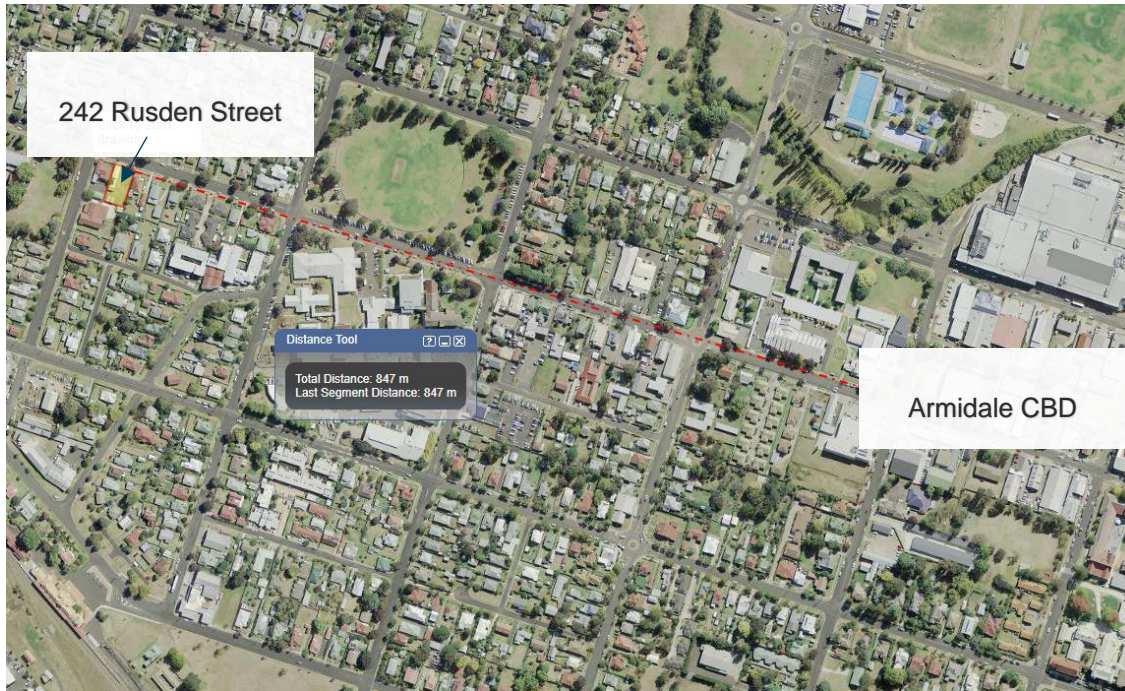 242 Rusden Street
Distance Tool
Total Distance: 847 m
Last Segment Distance: 847 m
Armidale CBD